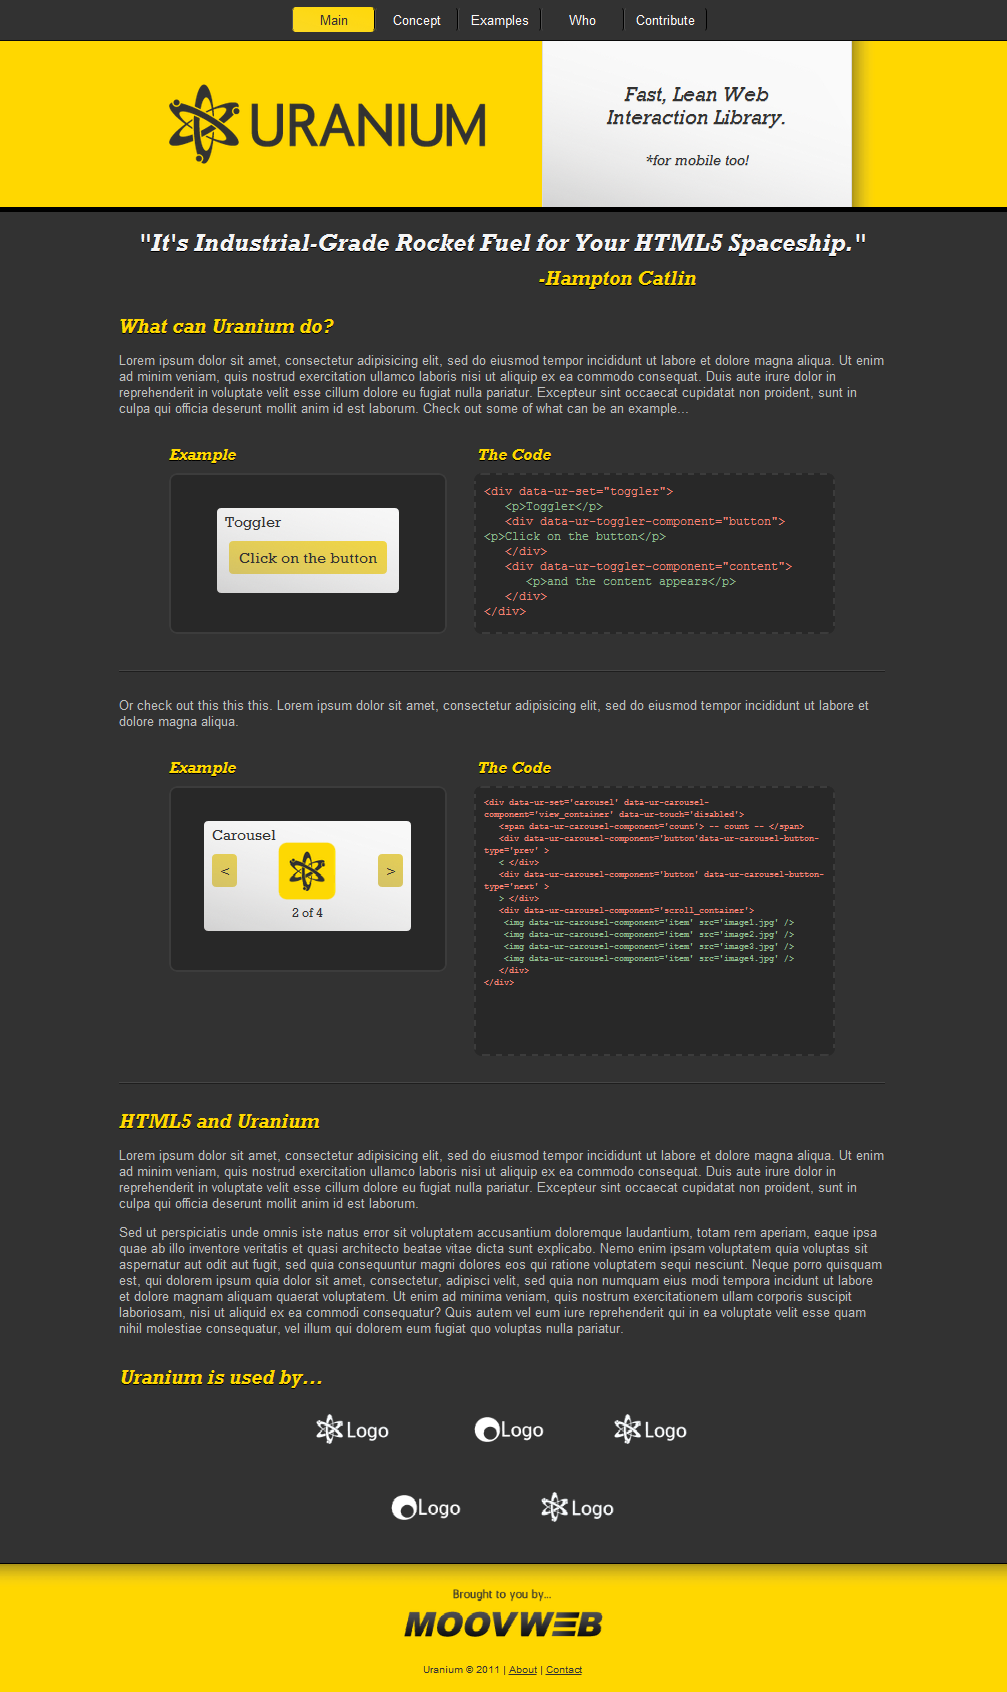 Main Concept Examples Who Contribute
URANIUM
Fast, Lean Web
Interaction Library.
*for mobile too!
"It's Industrial-Grade Rocket Fuel for Your HTML5 Spaceship."
-Hampton Catlin
What can Uranium do?
Lorem ipsum dolor sit amet, consectetur adipisicing elit, sed do eiusmod tempor incididunt ut labore et dolore magna aliqua. Ut enim
ad minim veniam, quis nostrud exercitation ullamco laboris nisi ut aliquip ex ea commodo consequat. Duis aute irure dolor in
reprehenderit in voluptate velit esse cillum dolore eu fugiat nulla pariatur. Excepteur sint occaecat cupidatat non proident, sunt in
culpa qui officia deserunt mollit anim id est laborum. Check out some of what can be an example...
Example
Toggler
Click on the button
The Code
<div data-ur-set="toggler">
<p>Toggler</p>
<div data-ur-toggler-component="button">
<p>Click on the button</p>
</div>
<div data-ur-toggler-component="content">
<p>and the content appears</p>
</div>
</div>
Or check out this this this. Lorem ipsum dolor sit amet, consectetur adipisicing elit, sed do eiusmod tempor incididunt ut labore et
dolore magna aliqua.
Example
Carousel
< >
2 of 4
The Code
<div data-ur-set='carousel' data-ur-carousel-
component='view_container' data-ur-touch='disabled'>
<span data-ur-carousel-component='count'> -- count -- </span>
<div data-ur-carousel-component='button'data-ur-carousel-button-
type='prev' >
< </div>
<div data-ur-carousel-component='button' data-ur-carousel-button-
type='next' >
> </div>
<div data-ur-carousel-component='scroll_container'>
<img data-ur-carousel-component='item' src='image1.jpg' />
<img data-ur-carousel-component='item' src='image2.jpg' />
<img data-ur-carousel-component='item' src='image3.jpg' />
<img data-ur-carousel-component='item' src='image4.jpg' />
</div>
</div>
HTML5 and Uranium
Lorem ipsum dolor sit amet, consectetur adipisicing elit, sed do eiusmod tempor incididunt ut labore et dolore magna aliqua. Ut enim
ad minim veniam, quis nostrud exercitation ullamco laboris nisi ut aliquip ex ea commodo consequat. Duis aute irure dolor in
reprehenderit in voluptate velit esse cillum dolore eu fugiat nulla pariatur. Excepteur sint occaecat cupidatat non proident, sunt in
culpa qui officia deserunt mollit anim id est laborum.
Sed ut perspiciatis unde omnis iste natus error sit voluptatem accusantium doloremque laudantium, totam rem aperiam, eaque ipsa
quae ab illo inventore veritatis et quasi architecto beatae vitae dicta sunt explicabo. Nemo enim ipsam voluptatem quia voluptas sit
aspernatur aut odit aut fugit, sed quia consequuntur magni dolores eos qui ratione voluptatem sequi nesciunt. Neque porro quisquam
est, qui dolorem ipsum quia dolor sit amet, consectetur, adipisci velit, sed quia non numquam eius modi tempora incidunt ut labore
et dolore magnam aliquam quaerat voluptatem. Ut enim ad minima veniam, quis nostrum exercitationem ullam corporis suscipit
laboriosam, nisi ut aliquid ex ea commodi consequatur? Quis autem vel eum iure reprehenderit qui in ea voluptate velit esse quam
nihil molestiae consequatur, vel illum qui dolorem eum fugiat quo voluptas nulla pariatur.
Uranium is used by...
Logo Logo Logo
Logo Logo
Brought to you by...
MOOVWEB
Uranium © 2011 | About | Contact